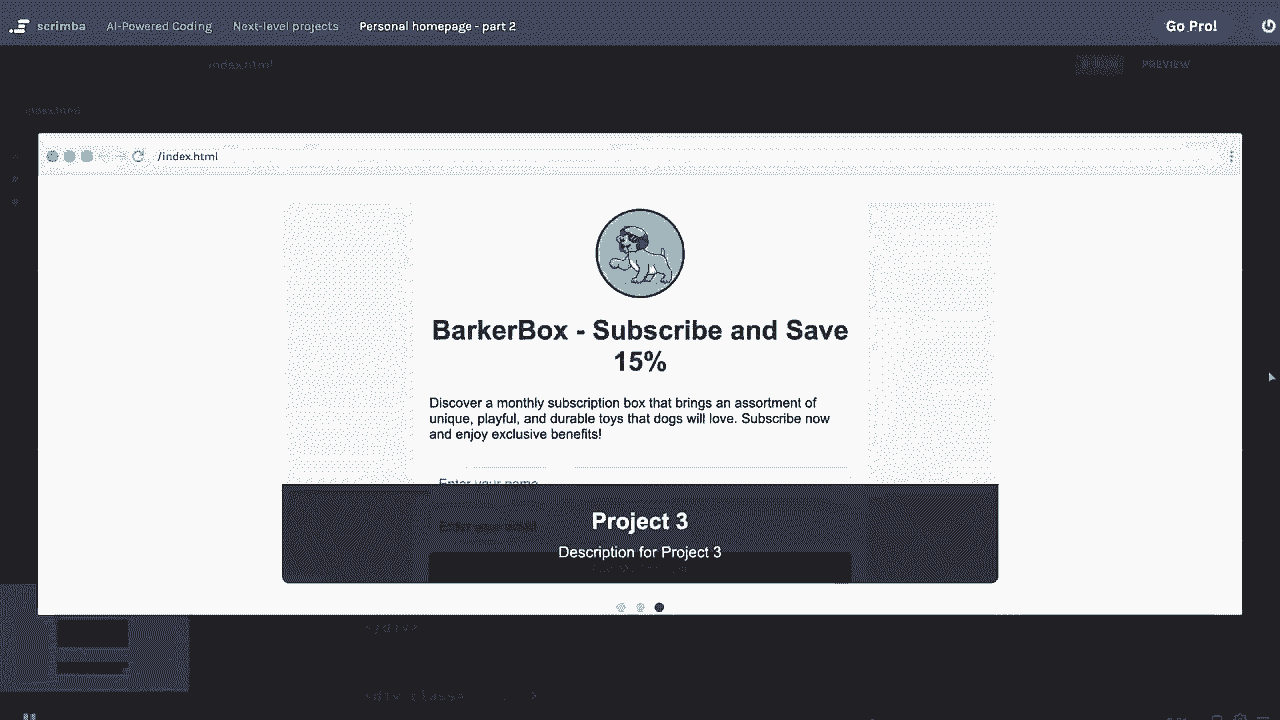 scrimba AI-Powered Coding Next-level projects Personal homepage - part 2 Go Pro!
index.html PREVIEW
index.html
/index.html
BarkerBox - Subscribe and Save
15%
Discover a monthly subscription box that brings an assortment of
unique, playful, and durable toys that dogs will love. Subscribe now
and enjoy exclusive benefits!
Enter your name
Enter your email
Project 3
Description for Project 3
</div>
<div class